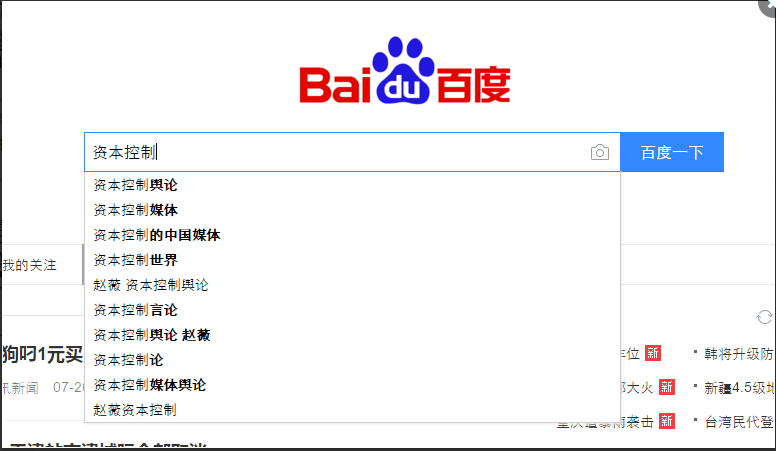 Baidu百度
资本控制
百度一下
资本控制舆论
资本控制媒体
资本控制的中国媒体
资本控制世界
赵薇 资本控制舆论
资本控制言论
资本控制舆论 赵薇
资本控制论
资本控制媒体舆论
赵薇资本控制
我的关注
狗叼1元买
讯新闻 07-20
车位 新
韩将升级防
大火 新
新疆4.5级地
重庆遭暴雨袭击 新
台湾民代登